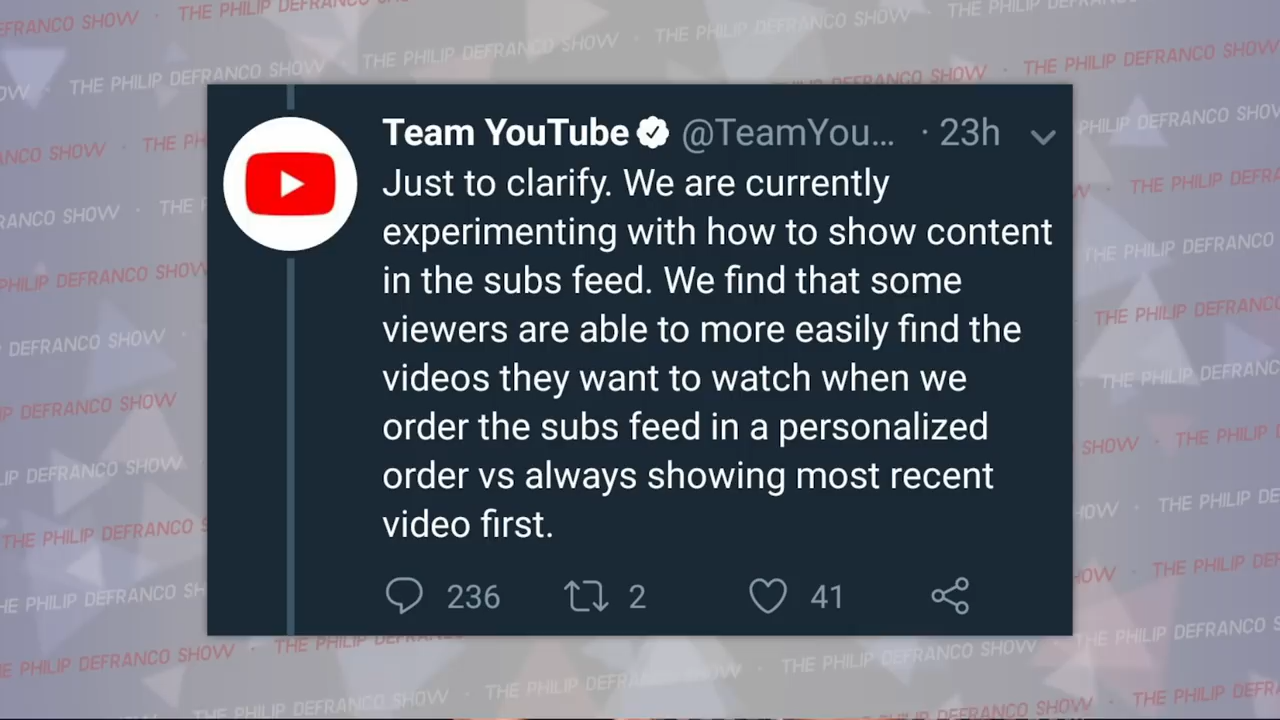 THE PHILIP DEFRANCO SHOW
Team YouTube @TeamYou... · 23h
Just to clarify. We are currently
experimenting with how to show content
in the subs feed. We find that some
viewers are able to more easily find the
videos they want to watch when we
order the subs feed in a personalized
order vs always showing most recent
video first.
236 2 41